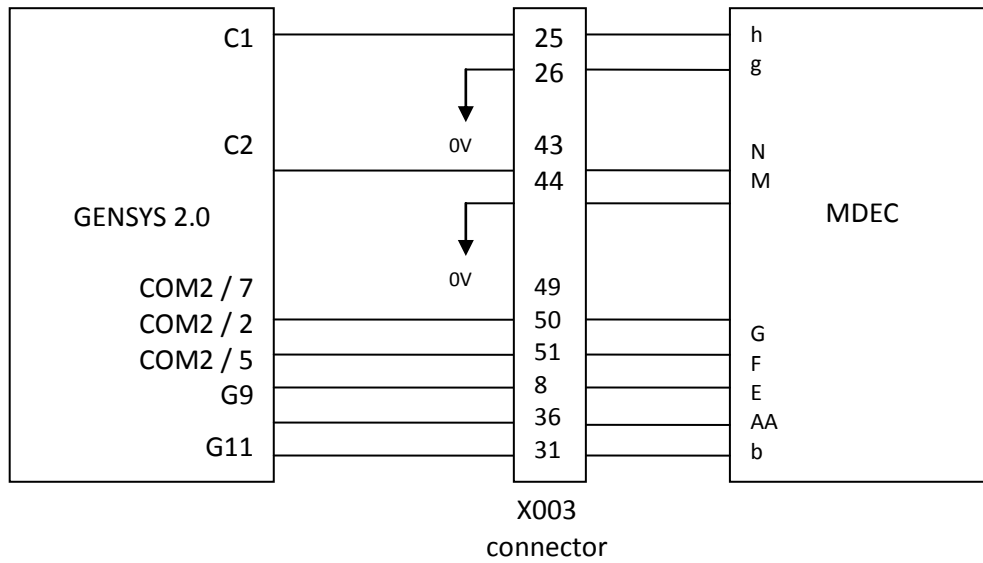 C1 25 h
26 g
0V
C2 43 N
44 M
GENSYS 2.0 MDEC
0V
COM2 / 7 49
COM2 / 2 50 G
COM2 / 5 51 F
G9 8 E
36 AA
G11 31 b
X003
connector